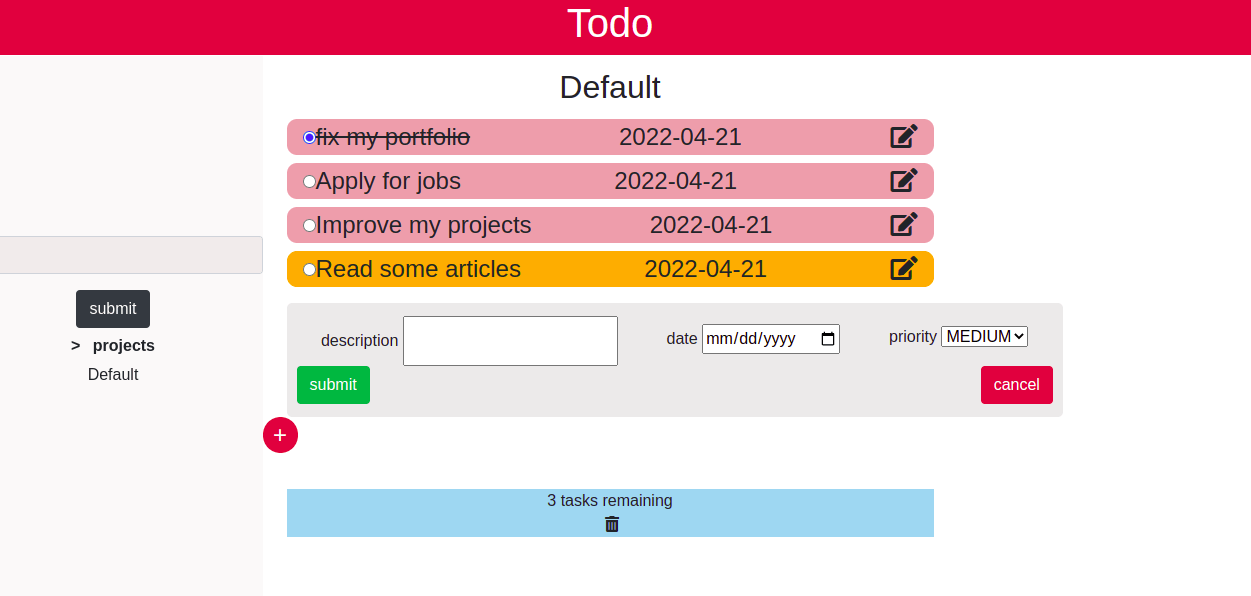 Todo
Default
fix my portfolio 2022-04-21
Apply for jobs 2022-04-21
Improve my projects 2022-04-21
Read some articles 2022-04-21
submit
> projects
Default
description date mm/dd/yyyy priority MEDIUM
submit cancel
+
3 tasks remaining